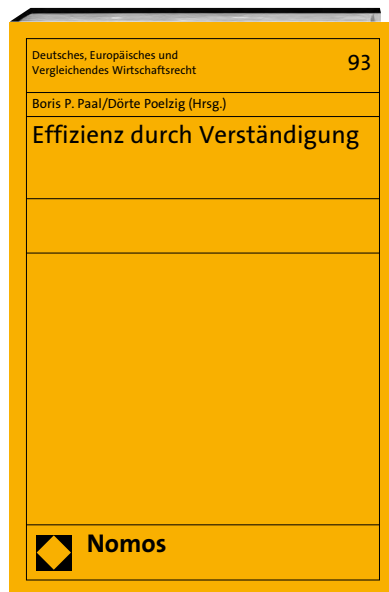 Deutsches, Europäisches und
Vergleichendes Wirtschaftsrecht
93
Boris P. Paal/Dörte Poelzig (Hrsg.)
Effizienz durch Verständigung
Nomos